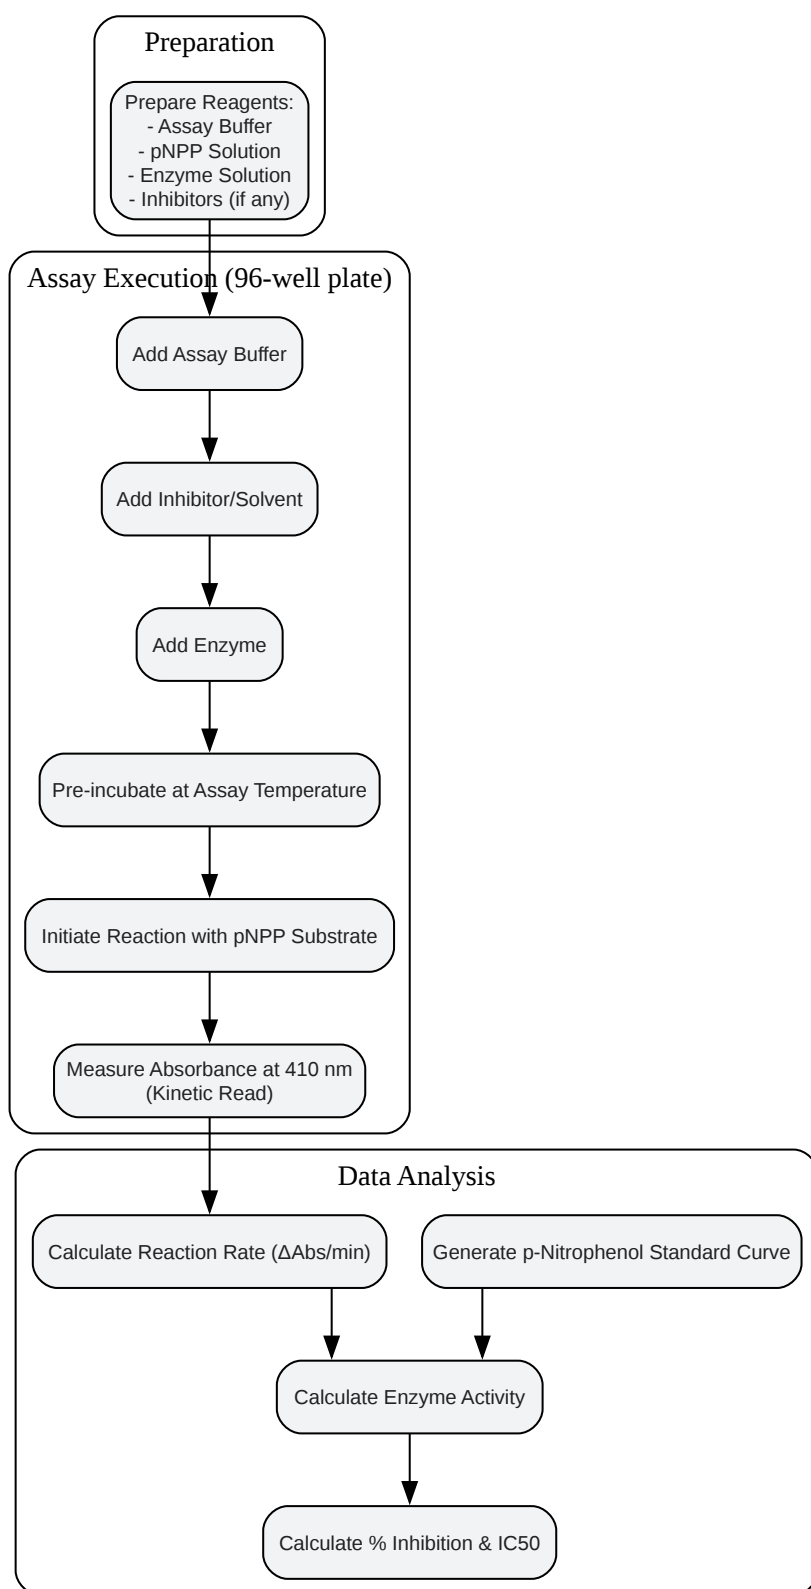 Preparation
Prepare Reagents:
- Assay Buffer
- pNPP Solution
- Enzyme Solution
- Inhibitors (if any)
Assay Execution (96-well plate)
Add Assay Buffer
Add Inhibitor/Solvent
Add Enzyme
Pre-incubate at Assay Temperature
Initiate Reaction with pNPP Substrate
Measure Absorbance at 410 nm
(Kinetic Read)
Data Analysis
Calculate Reaction Rate (ΔAbs/min)
Generate p-Nitrophenol Standard Curve
Calculate Enzyme Activity
Calculate % Inhibition & IC50